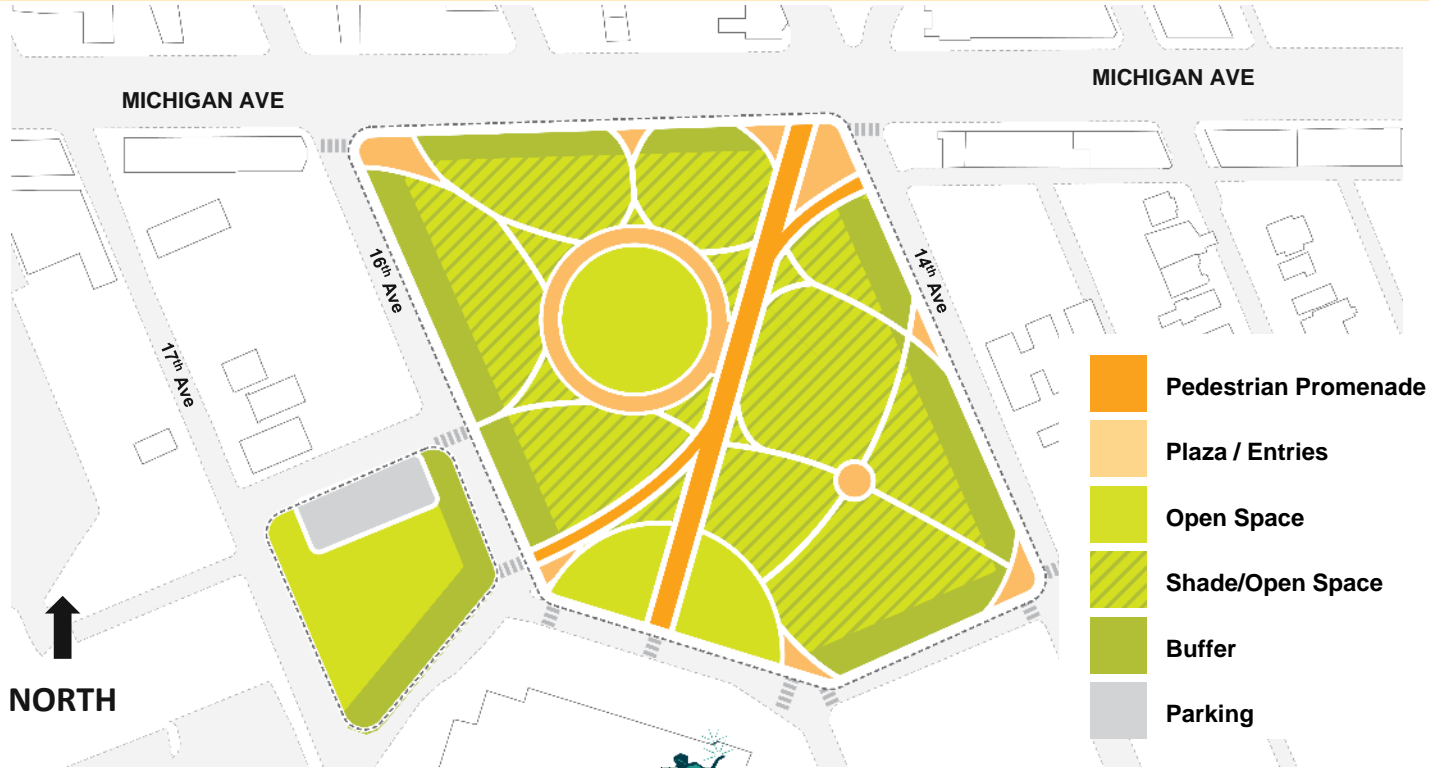 MICHIGAN AVE
MICHIGAN AVE
16th Ave
14th Ave
17th Ave
Pedestrian Promenade
Plaza / Entries
Open Space
Shade/Open Space
Buffer
Parking
NORTH